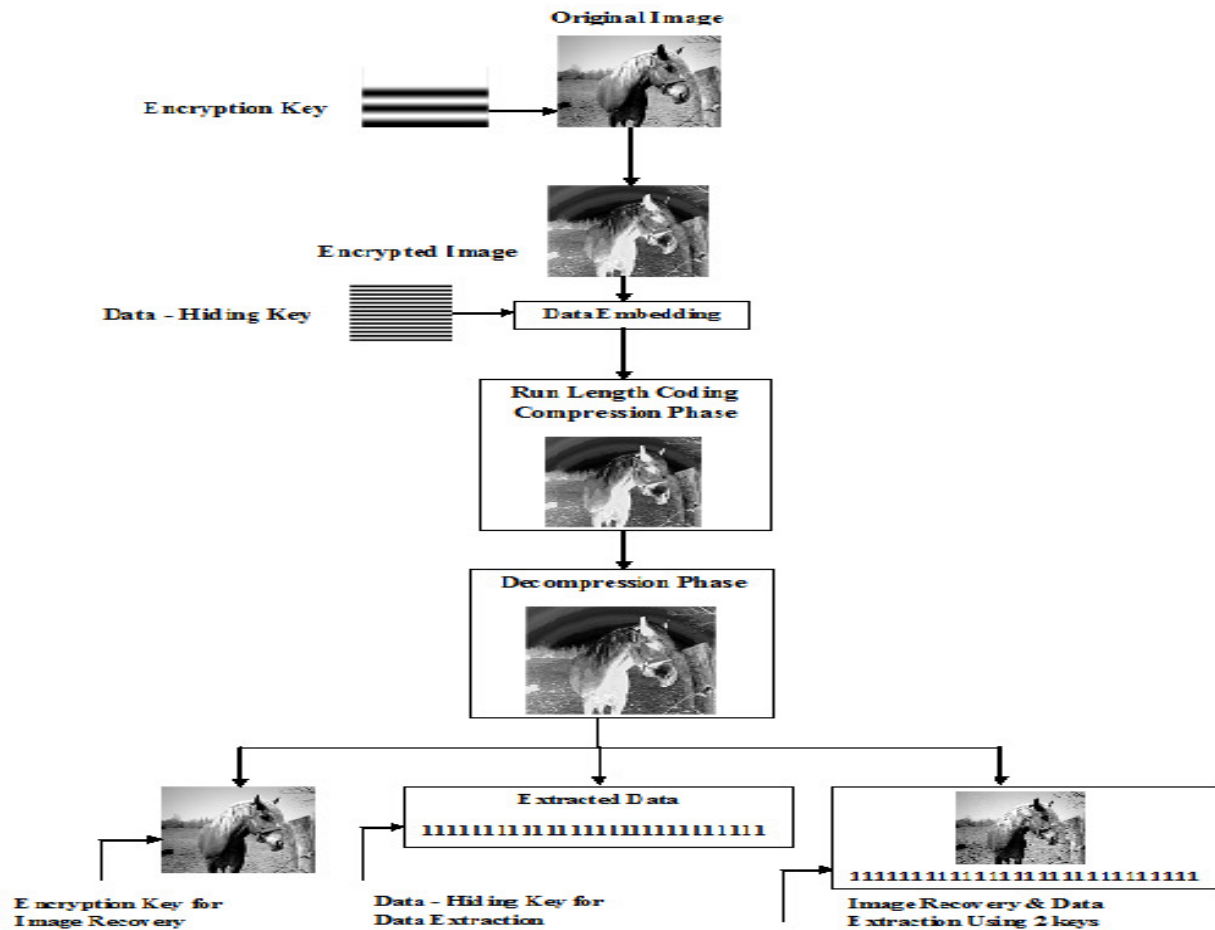 Original Image
Encryption Key
Encrypted Image
Data - Hiding Key
Data Embedding
Run Length Coding
Compression Phase
Decompression Phase
Extracted Data
Encryption Key for
Image Recovery
Data - Hiding Key for
Data Extraction
Image Recovery & Data
Extraction Using 2 keys